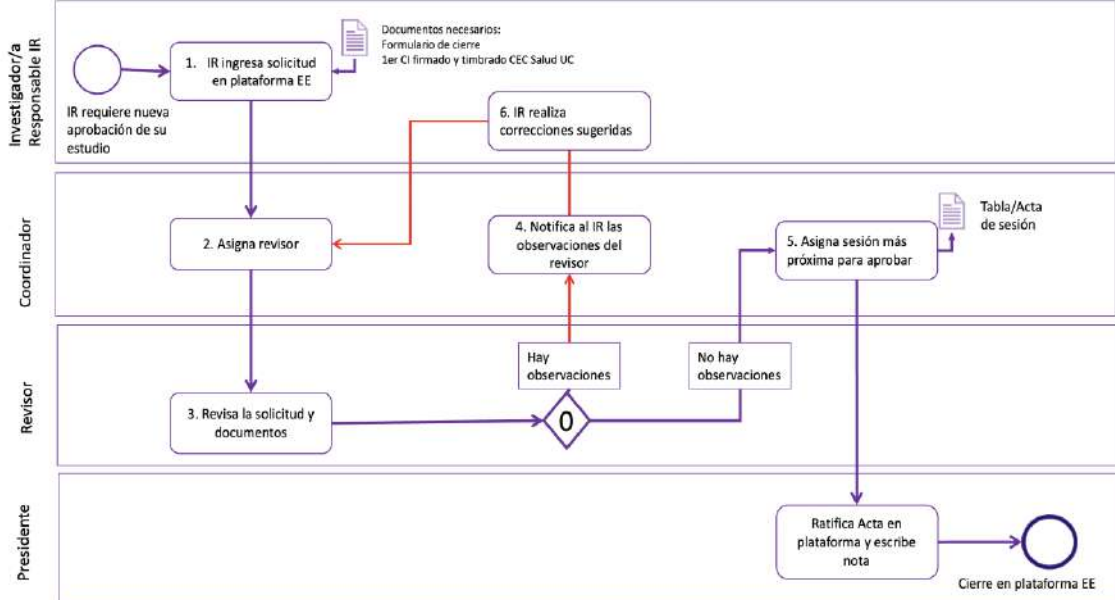 Investigador/a
Responsable IR
IR requiere nueva
aprobación de su
estudio
1. IR ingresa solicitud
en plataforma EE
Documentos necesarios:
Formulario de cierre
1er CI firmado y timbrado CEC Salud UC
6. IR realiza
correcciones sugeridas
Coordinador
2. Asigna revisor
4. Notifica al IR las
observaciones del
revisor
5. Asigna sesión más
próxima para aprobar
Tabla/Acta
de sesión
Revisor
3. Revisa la solicitud y
documentos
Hay
observaciones
0
No hay
observaciones
Presidente
Ratifica Acta en
plataforma y escribe
nota
Cierre en plataforma EE